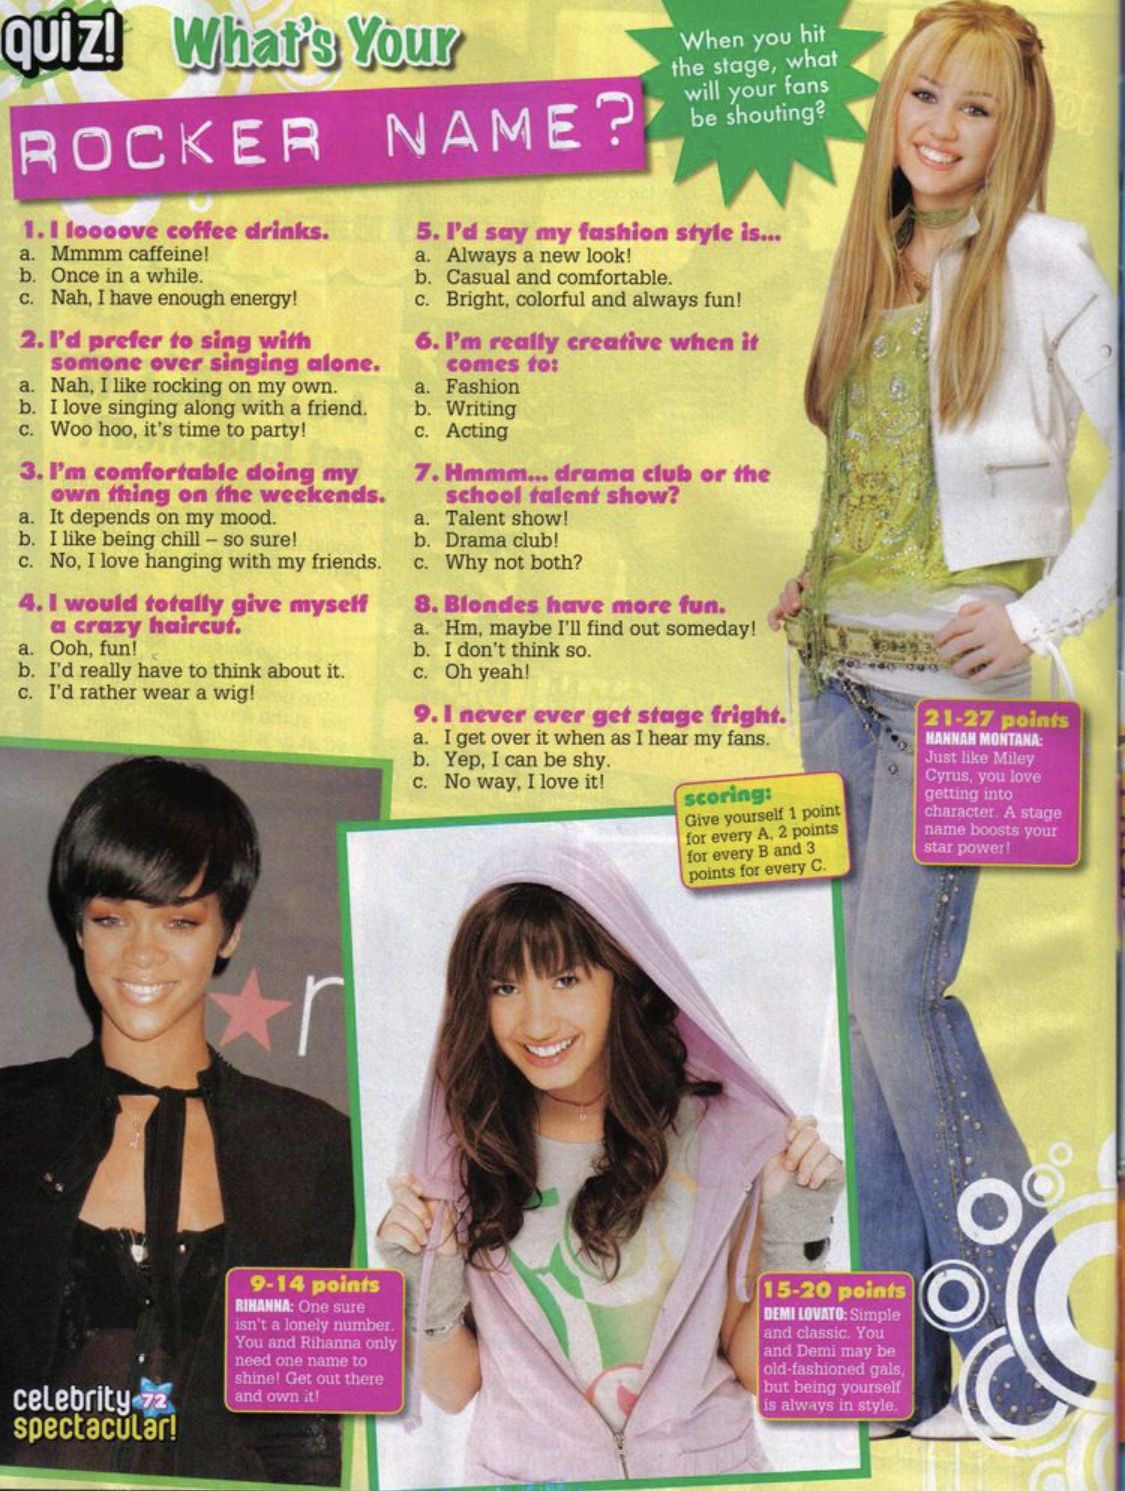 quiz! What's Your
ROCKER NAME?
When you hit
the stage, what
will your fans
be shouting?
1. I loooove coffee drinks.
a. Mmmm caffeine!
b. Once in a while.
c. Nah, I have enough energy!
2. I'd prefer to sing with
somone over singing alone.
a. Nah, I like rocking on my own.
b. I love singing along with a friend.
c. Woo hoo, it's time to party!
3. I'm comfortable doing my
own thing on the weekends.
a. It depends on my mood.
b. I like being chill – so sure!
c. No, I love hanging with my friends.
4. I would totally give myself
a crazy haircut.
a. Ooh, fun!
b. I'd really have to think about it.
c. I'd rather wear a wig!
5. I'd say my fashion style is...
a. Always a new look!
b. Casual and comfortable.
c. Bright, colorful and always fun!
6. I'm really creative when it
comes to:
a. Fashion
b. Writing
c. Acting
7. Hmmm... drama club or the
school talent show?
a. Talent show!
b. Drama club!
c. Why not both?
8. Blondes have more fun.
a. Hm, maybe I'll find out someday!
b. I don't think so.
c. Oh yeah!
9. I never ever get stage fright.
a. I get over it when as I hear my fans.
b. Yep, I can be shy.
c. No way, I love it!
scoring:
Give yourself 1 point
for every A, 2 points
for every B and 3
points for every C.
21-27 points
HANNAH MONTANA:
Just like Miley
Cyrus, you love
getting into
character. A stage
name boosts your
star power!
r
9-14 points
RIHANNA: One sure
isn't a lonely number.
You and Rihanna only
need one name to
shine! Get out there
and own it!
15-20 points
DEMI LOVATO: Simple
and classic. You
and Demi may be
old-fashioned gals,
but being yourself
is always in style.
celebrity 72
spectacular!